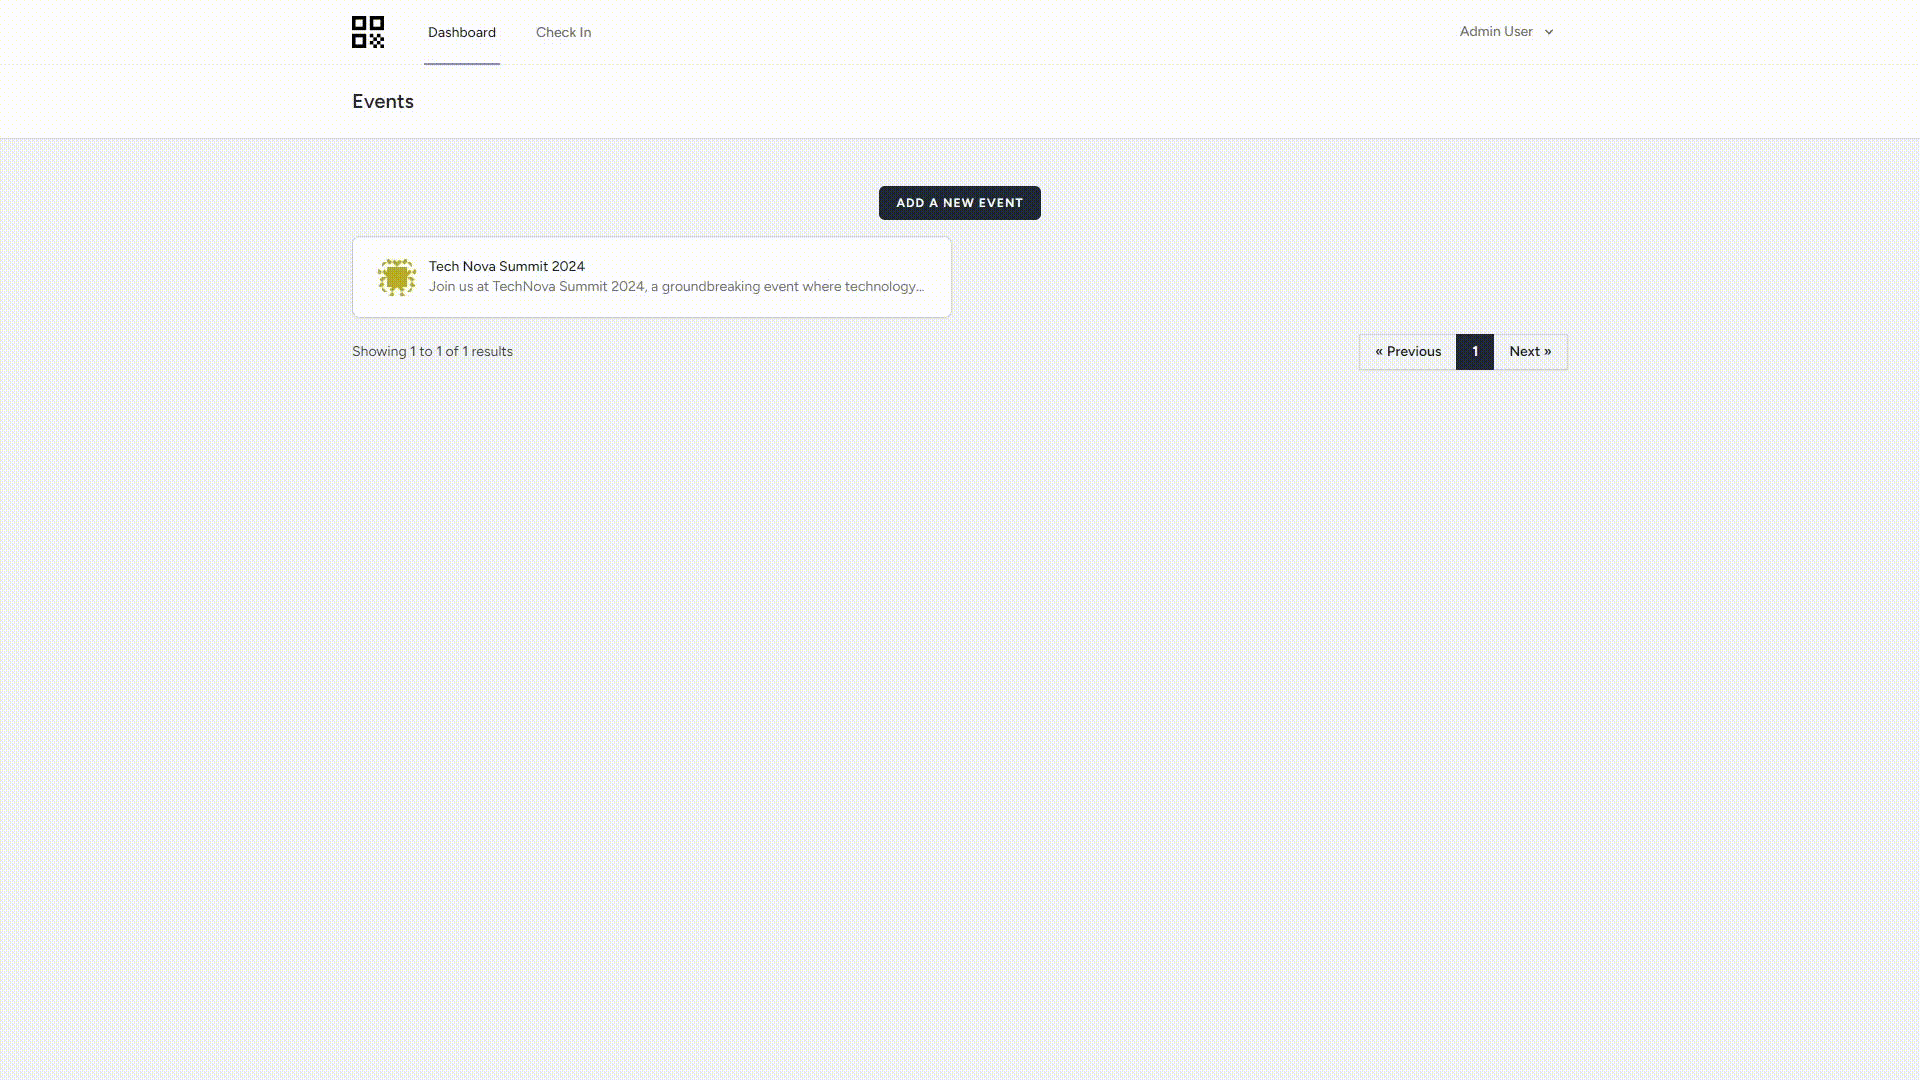 Dashboard
Check In
Admin User
Events
ADD A NEW EVENT
Tech Nova Summit 2024
Join us at TechNova Summit 2024, a groundbreaking event where technology...
Showing 1 to 1 of 1 results
« Previous
1
Next »